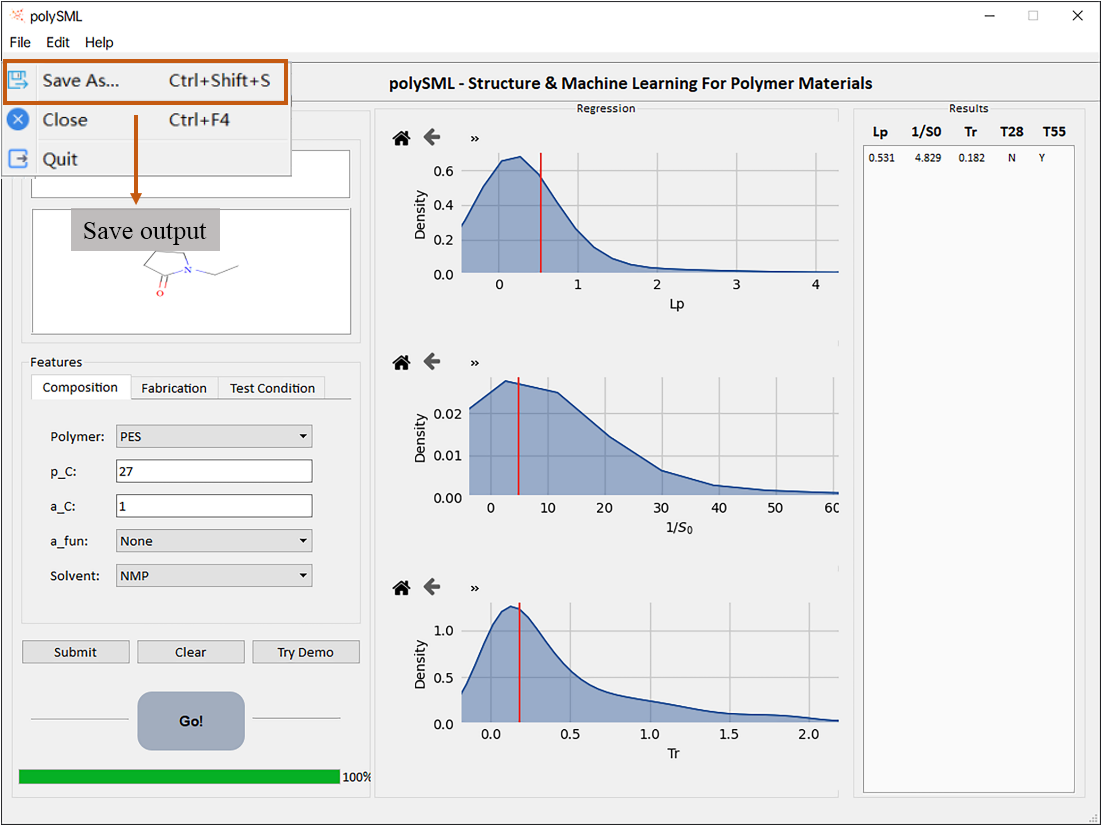 polySML
File Edit Help
Save As... Ctrl+Shift+S
Close Ctrl+F4
Quit
Save output
N
O
Features
Composition Fabrication Test Condition
Polymer: PES
p_C: 27
a_C: 1
a_fun: None
Solvent: NMP
Submit Clear Try Demo
Go!
100%
polySML - Structure & Machine Learning For Polymer Materials
Regression
»
0.6
0.4
0.2
0.0
Density
0 1 2 3 4
Lp
»
0.02
0.01
0.00
Density
0 10 20 30 40 50 60
1/S₀
»
1.0
0.5
0.0
Density
0.0 0.5 1.0 1.5 2.0
Tr
Results
Lp 1/S0 Tr T28 T55
0.531 4.829 0.182 N Y